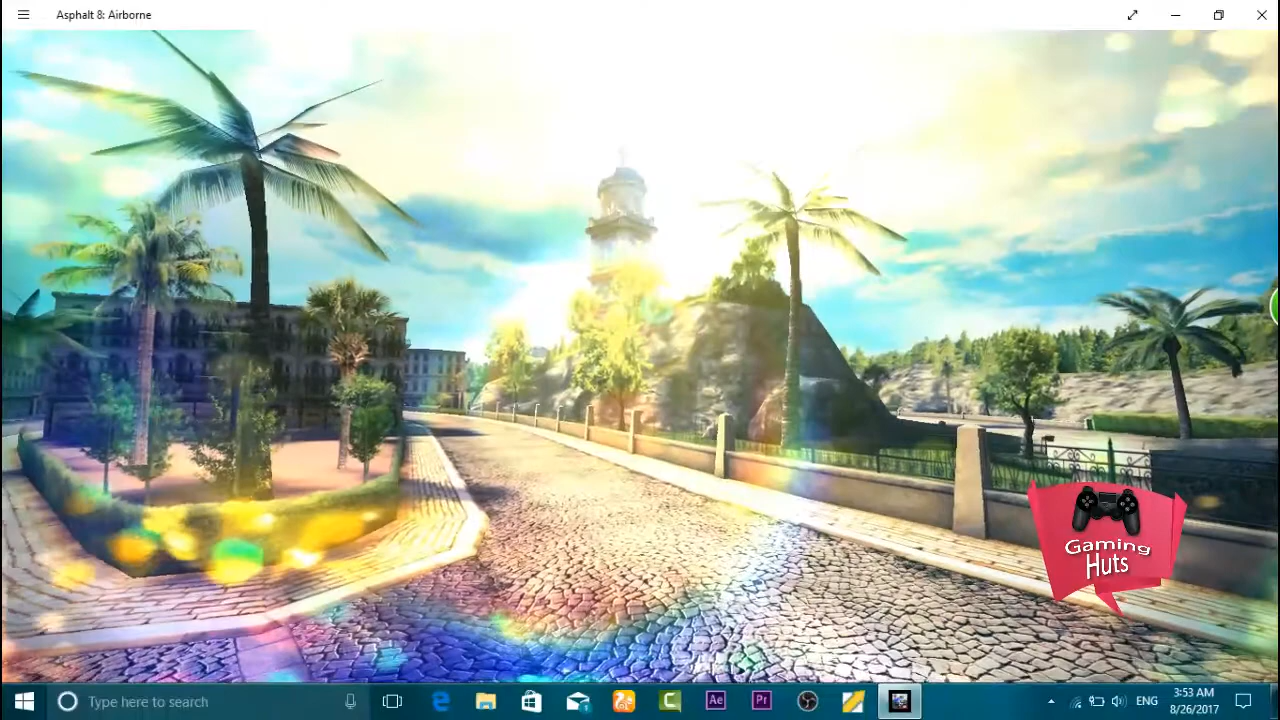 Asphalt 8: Airborne
Gaming
Huts
Type here to search
C
Ae
Pr
ENG
3:53 AM
8/26/2017